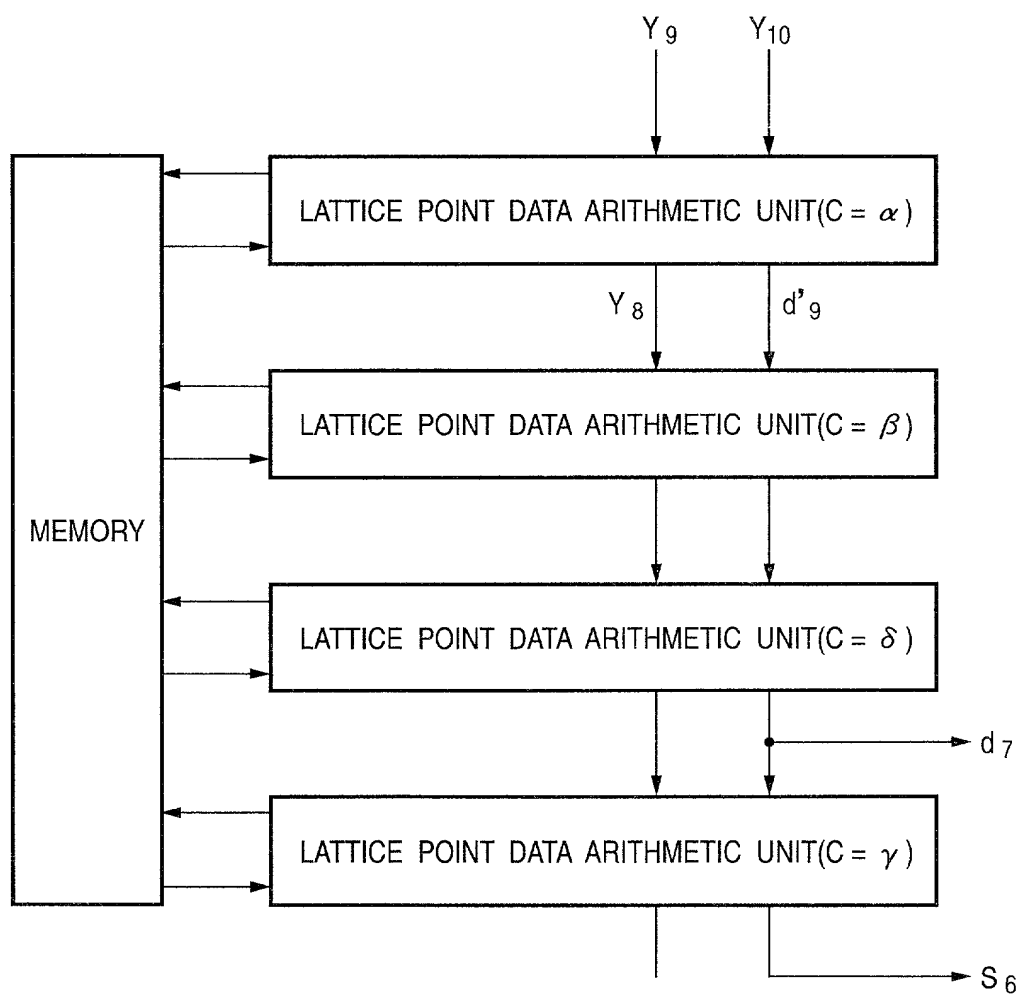 Y9 Y10
LATTICE POINT DATA ARITHMETIC UNIT(C = α)
Y8 d'9
LATTICE POINT DATA ARITHMETIC UNIT(C = β)
MEMORY
LATTICE POINT DATA ARITHMETIC UNIT(C = δ)
d7
LATTICE POINT DATA ARITHMETIC UNIT(C = γ)
S6